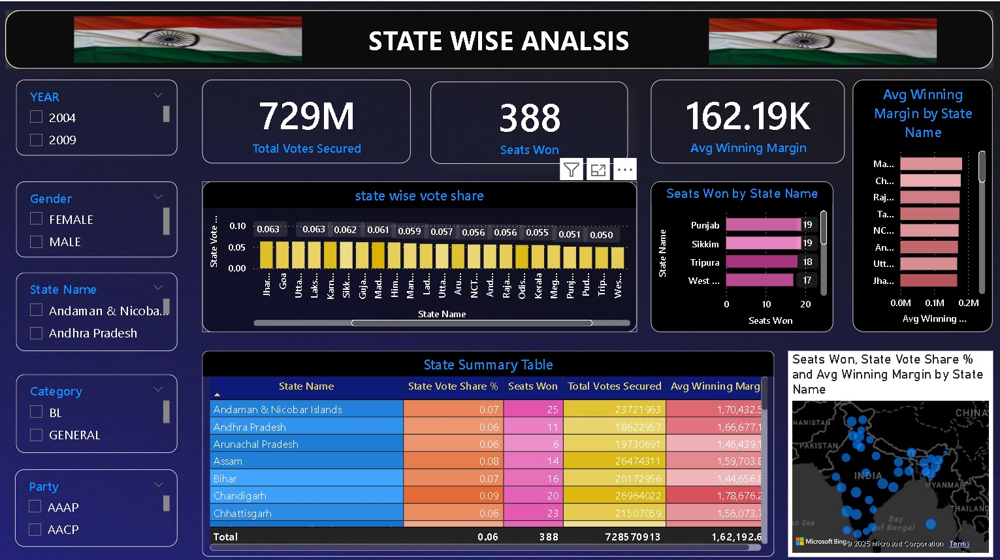 STATE WISE ANALSIS
YEAR
2004
2009
Gender
FEMALE
MALE
State Name
Andaman & Nicoba...
Andhra Pradesh
Category
BL
GENERAL
Party
AAAP
AACP
729M
Total Votes Secured
388
Seats Won
162.19K
Avg Winning Margin
Avg Winning
Margin by State
Name
Ma...
Ch...
Raj...
Ta...
NC...
An...
Utt...
Jha...
0.0M 0.1M 0.2M
Avg Winning ...
state wise vote share
State Vote ...
0.10
0.05
0.00
0.063 0.063 0.062 0.061 0.059 0.057 0.056 0.056 0.055 0.051 0.050
Jhar... Goa Utta... Laks... Karn... Sikk... Guja... Mad... Him... Man... Lad... Utta... Aru... NCT... And... Raja... Odis... Kerala Meg... Punj... Pud... Trip... Wes...
State Name
Seats Won by State Name
State Name
Punjab 19
Sikkim 19
Tripura 18
West ... 17
0 10 20
Seats Won
State Summary Table
State Name State Vote Share % Seats Won Total Votes Secured Avg Winning Marg
Andaman & Nicobar Islands 0.07 25 23721963 1,70,432.5
Andhra Pradesh 0.06 11 18622957 1,66,677.1
Arunachal Pradesh 0.06 6 19730691 1,46,439.1
Assam 0.08 14 26474311 1,59,703.8
Bihar 0.07 16 20172956 1,44,656.8
Chandigarh 0.09 20 26964022 1,78,676.2
Chhattisgarh 0.06 23 21507059 1,56,073.7
Total 0.06 388 728570913 1,62,192.6
Seats Won, State Vote Share %
and Avg Winning Margin by State
Name
CHINA
HANISTAN
PAKISTAN
INDIA
MYANMAR
THAILAND
an Sea
Bay
of Bengal
Microsoft Bing
© 2025 Microsoft Corporation Terms